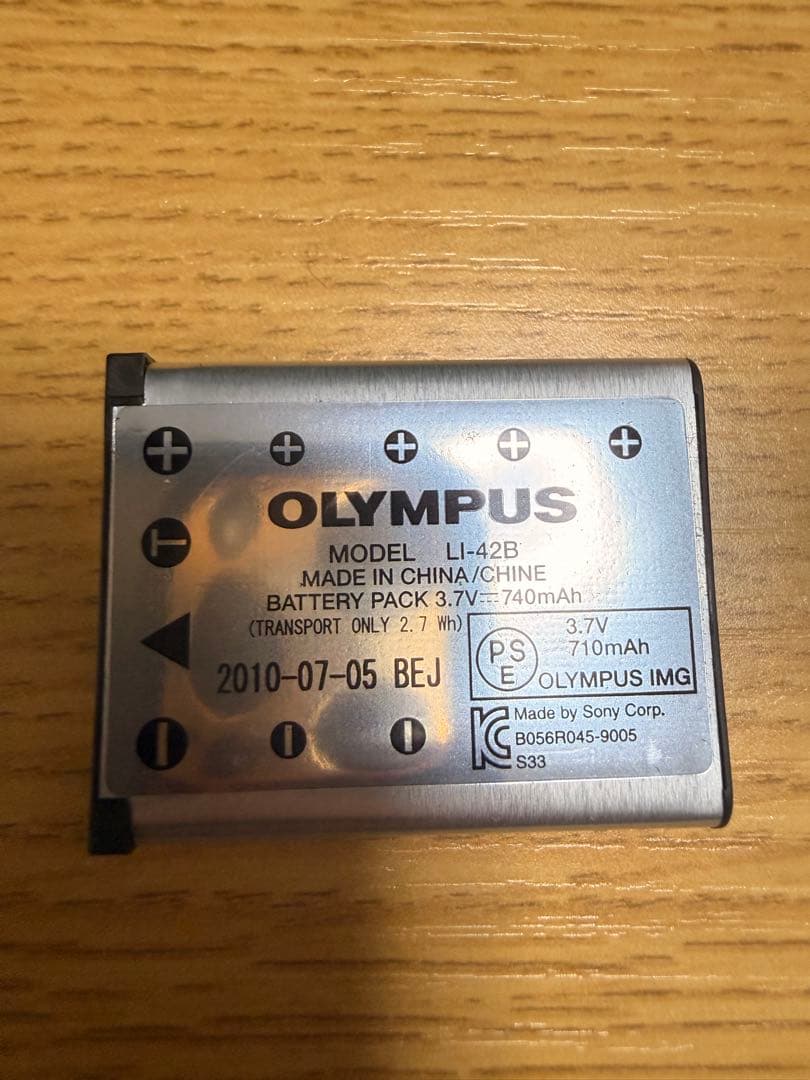 OLYMPUS
MODEL LI-42B
MADE IN CHINA/CHINE
BATTERY PACK 3.7V⎓740mAh
(TRANSPORT ONLY 2.7 Wh)
2010-07-05 BEJ
PSE
3.7V
710mAh
OLYMPUS IMG
Made by Sony Corp.
B056R045-9005
S33
T